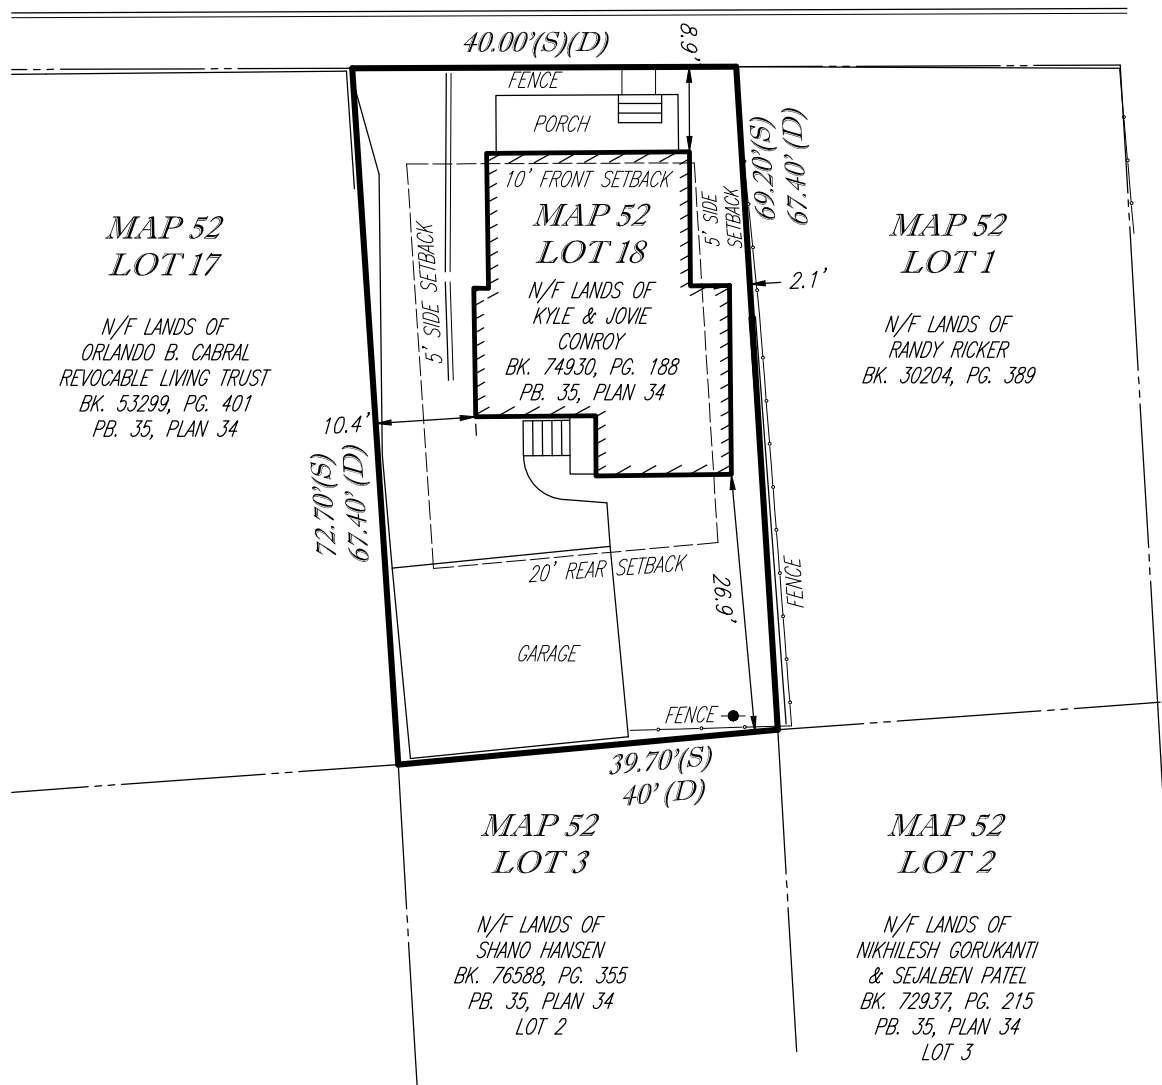 40.00'(S)(D)
8.9'
FENCE
PORCH
69.20'(S)
67.40' (D)
10' FRONT SETBACK
5' SIDE
SETBACK
5' SIDE SETBACK
MAP 52
LOT 17
N/F LANDS OF
ORLANDO B. CABRAL
REVOCABLE LIVING TRUST
BK. 53299, PG. 401
PB. 35, PLAN 34
MAP 52
LOT 18
N/F LANDS OF
KYLE & JOVIE
CONROY
BK. 74930, PG. 188
PB. 35, PLAN 34
MAP 52
LOT 1
N/F LANDS OF
RANDY RICKER
BK. 30204, PG. 389
2.1'
10.4'
72.70'(S)
67.40' (D)
20' REAR SETBACK
26.9'
FENCE
GARAGE
FENCE
39.70'(S)
40' (D)
MAP 52
LOT 3
N/F LANDS OF
SHANO HANSEN
BK. 76588, PG. 355
PB. 35, PLAN 34
LOT 2
MAP 52
LOT 2
N/F LANDS OF
NIKHILESH GORUKANTI
& SEJALBEN PATEL
BK. 72937, PG. 215
PB. 35, PLAN 34
LOT 3